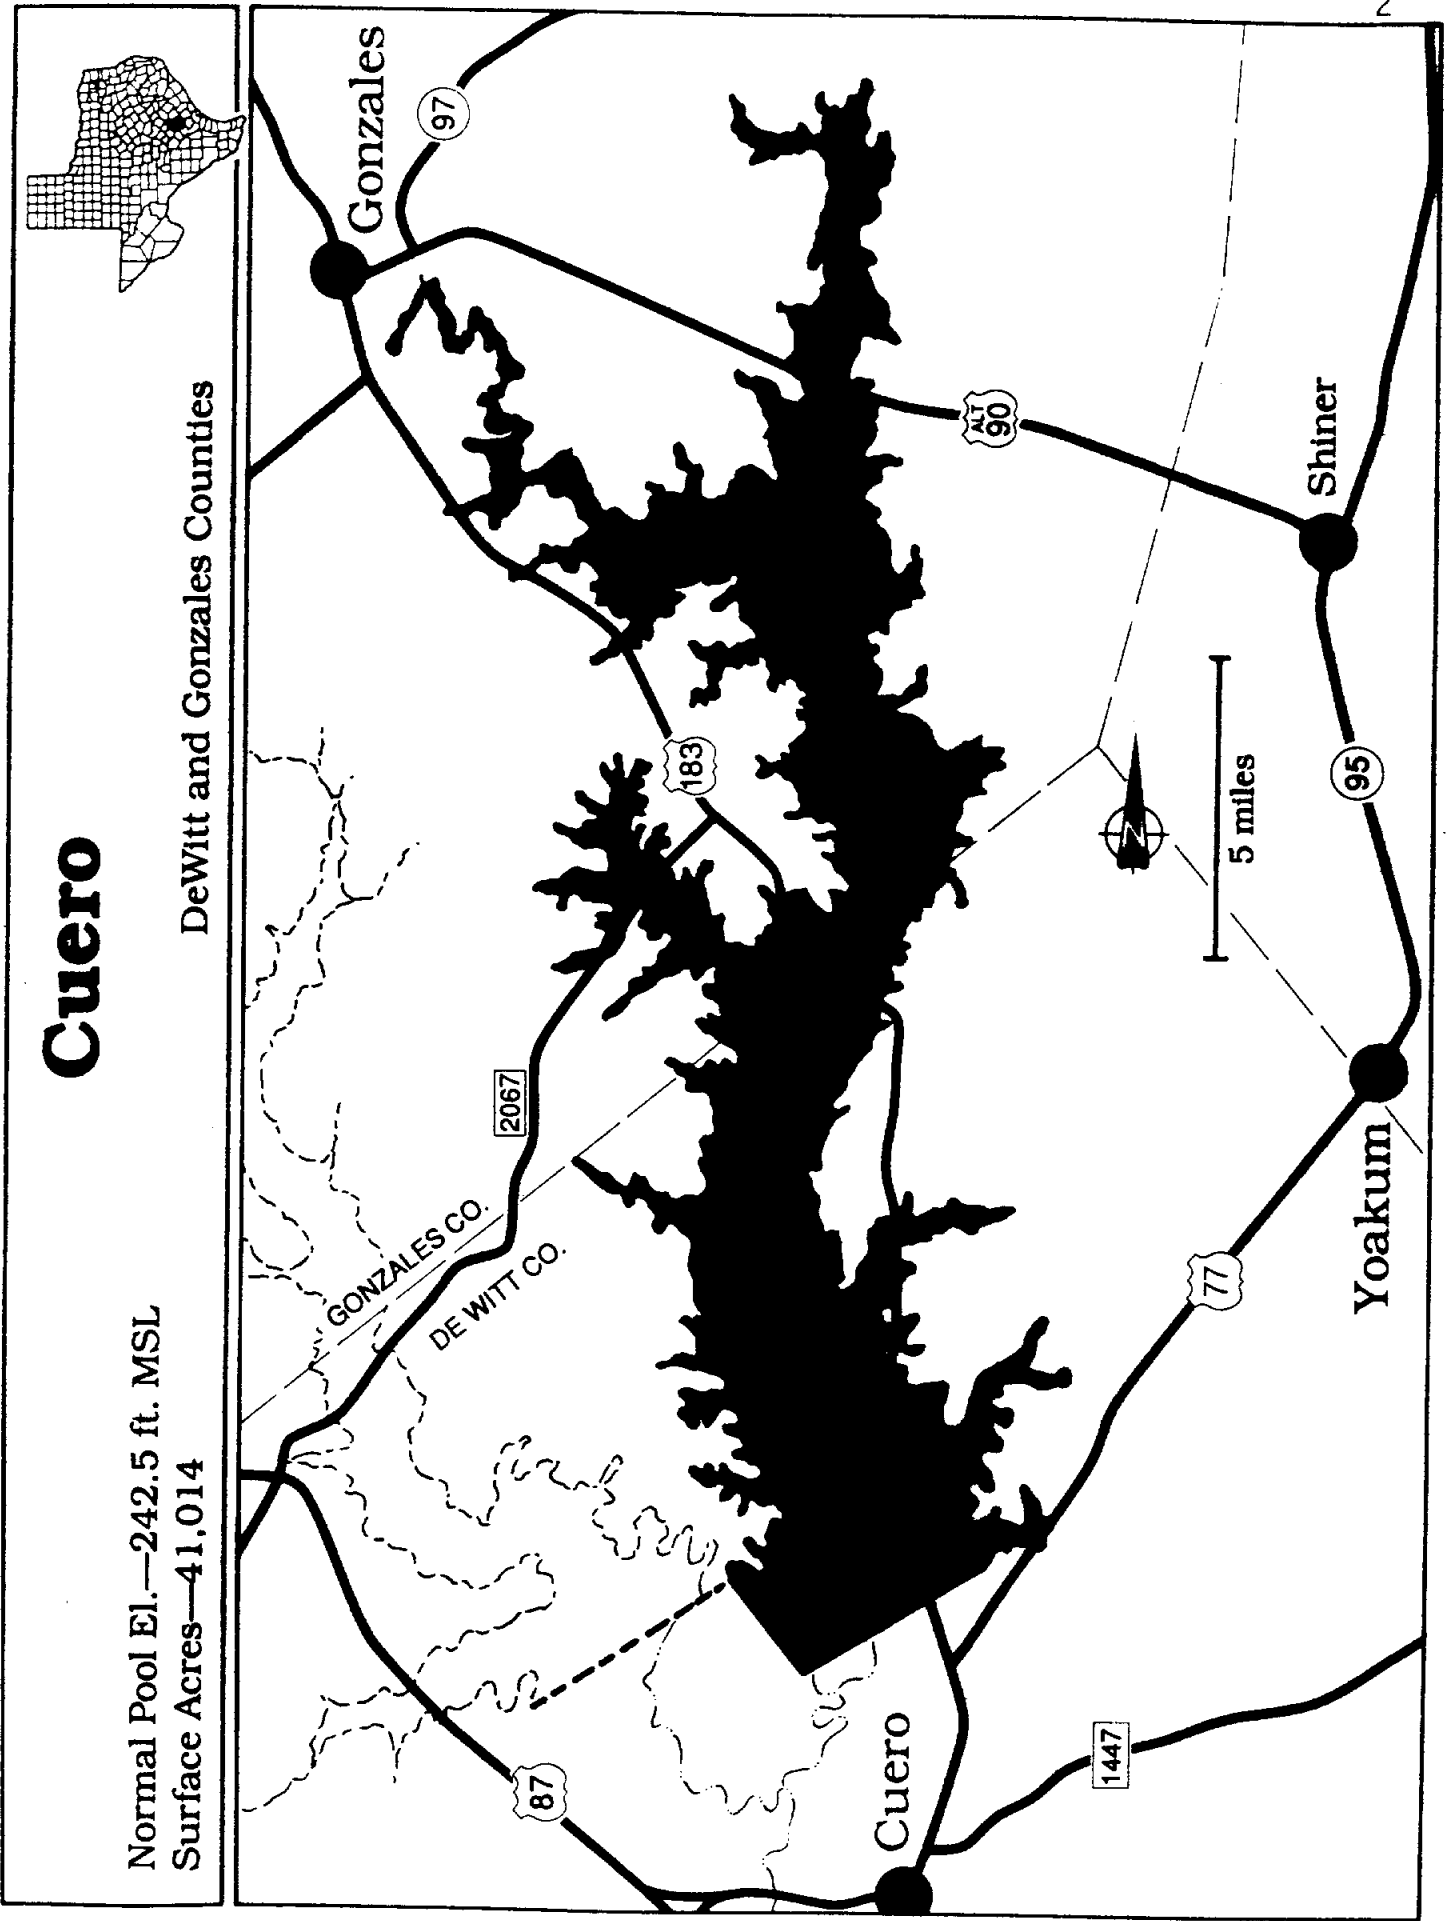 Cuero
Normal Pool El.—242.5 ft. MSL
Surface Acres—41,014
DeWitt and Gonzales Counties
Gonzales
97
ALT
90
Shiner
183
2067
GONZALES CO.
DE WITT CO.
N
5 miles
95
Yoakum
77
87
Cuero
1447
2